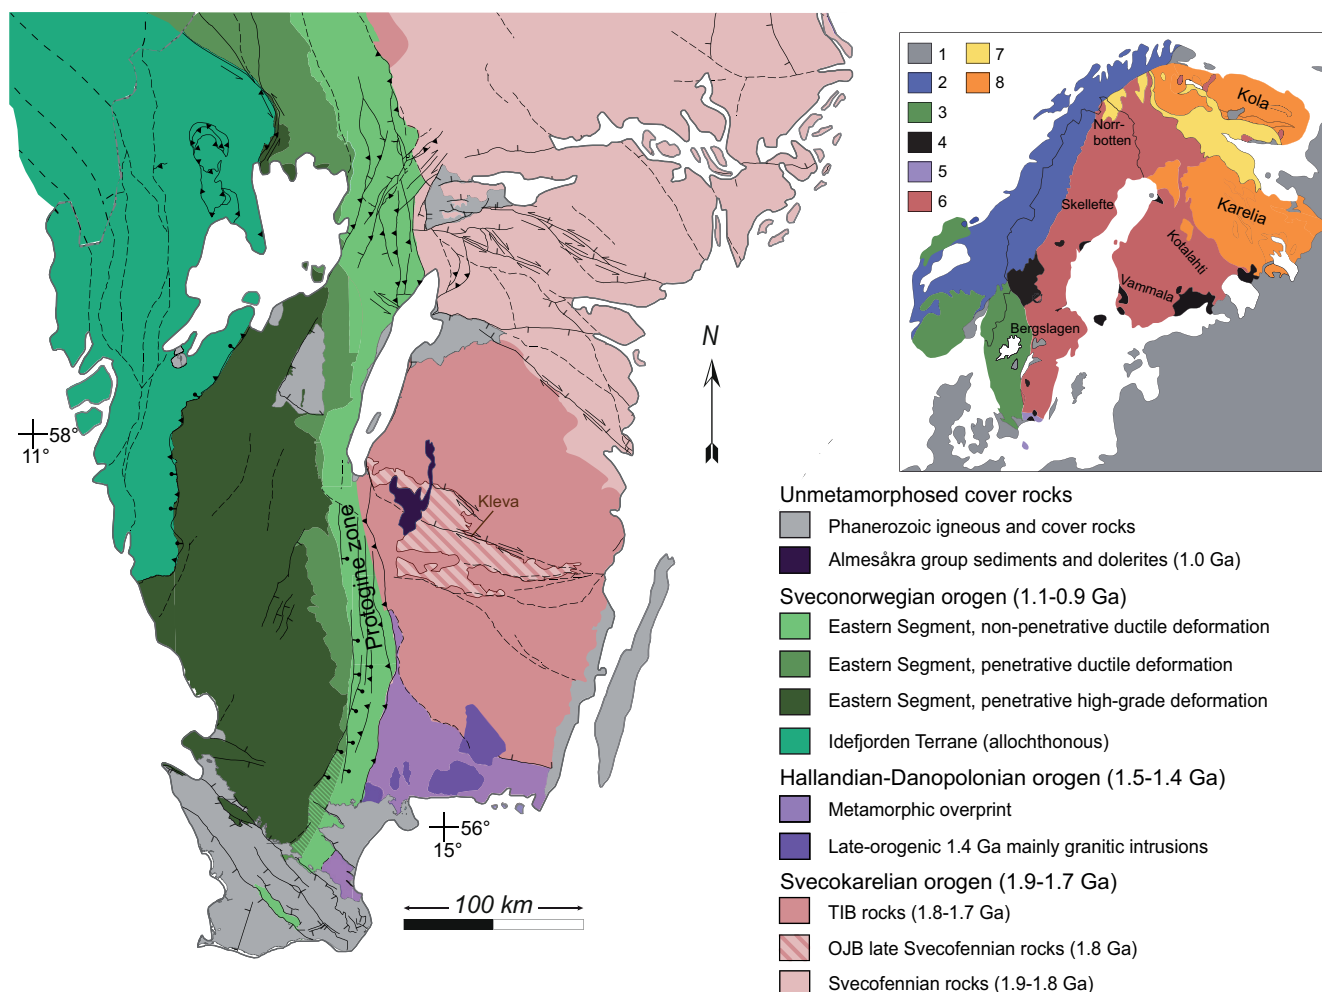 1 7
2 8
3
4
5
6
Kola
Norr-
botten
Skellefte
Karelia
Kotalahti
Vammala
Bergslagen
N
58°
11°
Kleva
Protogine zone
56°
15°
100 km
Unmetamorphosed cover rocks
Phanerozoic igneous and cover rocks
Almesåkra group sediments and dolerites (1.0 Ga)
Sveconorwegian orogen (1.1-0.9 Ga)
Eastern Segment, non-penetrative ductile deformation
Eastern Segment, penetrative ductile deformation
Eastern Segment, penetrative high-grade deformation
Idefjorden Terrane (allochthonous)
Hallandian-Danopolonian orogen (1.5-1.4 Ga)
Metamorphic overprint
Late-orogenic 1.4 Ga mainly granitic intrusions
Svecokarelian orogen (1.9-1.7 Ga)
TIB rocks (1.8-1.7 Ga)
OJB late Svecofennian rocks (1.8 Ga)
Svecofennian rocks (1.9-1.8 Ga)